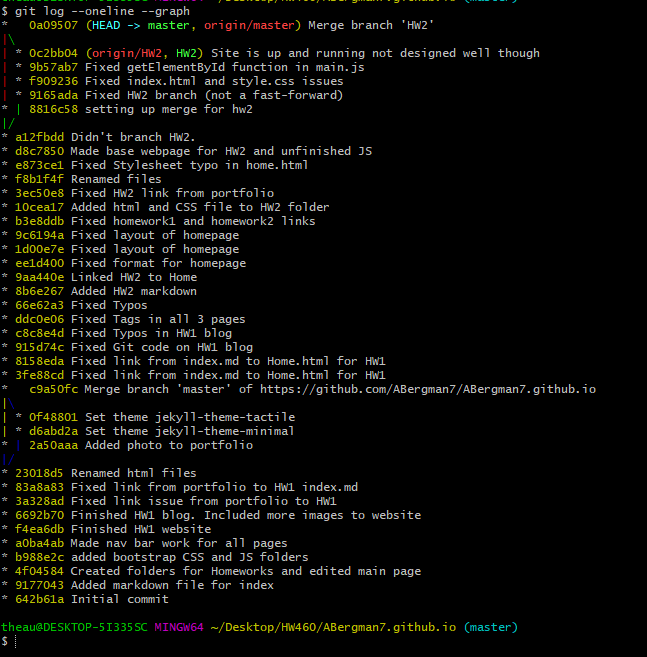 $ git log --oneline --graph
*   0a09507 (HEAD -> master, origin/master) Merge branch 'HW2'
|\
| * 0c2bb04 (origin/HW2, HW2) Site is up and running not designed well though
| * 9b57ab7 Fixed getElementById function in main.js
| * f909236 Fixed index.html and style.css issues
| * 9165ada Fixed HW2 branch (not a fast-forward)
* | 8816c58 setting up merge for hw2
|/
* a12fbdd Didn't branch HW2.
* d8c7850 Made base webpage for HW2 and unfinished JS
* e873ce1 Fixed Stylesheet typo in home.html
* f8b1f4f Renamed files
* 3ec50e8 Fixed HW2 link from portfolio
* 10cea17 Added html and CSS file to HW2 folder
* b3e8ddb Fixed homework1 and homework2 links
* 9c6194a Fixed layout of homepage
* 1d00e7e Fixed layout of homepage
* ee1d400 Fixed format for homepage
* 9aa440e Linked HW2 to Home
* 8b6e267 Added HW2 markdown
* 66e62a3 Fixed Typos
* ddc0e06 Fixed Tags in all 3 pages
* c8c8e4d Fixed Typos in HW1 blog
* 915d74c Fixed Git code on HW1 blog
* 8158eda Fixed link from index.md to Home.html for HW1
* 3fe88cd Fixed link from index.md to Home.html for HW1
*   c9a50fc Merge branch 'master' of https://github.com/ABergman7/ABergman7.github.io
|\
| * 0f48801 Set theme jekyll-theme-tactile
| * d6abd2a Set theme jekyll-theme-minimal
* | 2a50aaa Added photo to portfolio
|/
* 23018d5 Renamed html files
* 83a8a83 Fixed link from portfolio to HW1 index.md
* 3a328ad Fixed link issue from portfolio to HW1
* 6692b70 Finished HW1 blog. Included more images to website
* f4ea6db Finished HW1 website
* a0ba4ab Made nav bar work for all pages
* b988e2c added bootstrap CSS and JS folders
* 4f04584 Created folders for Homeworks and edited main page
* 9177043 Added markdown file for index
* 642b61a Initial commit
theau@DESKTOP-5I335SC MINGW64 ~/Desktop/HW460/ABergman7.github.io (master)
$